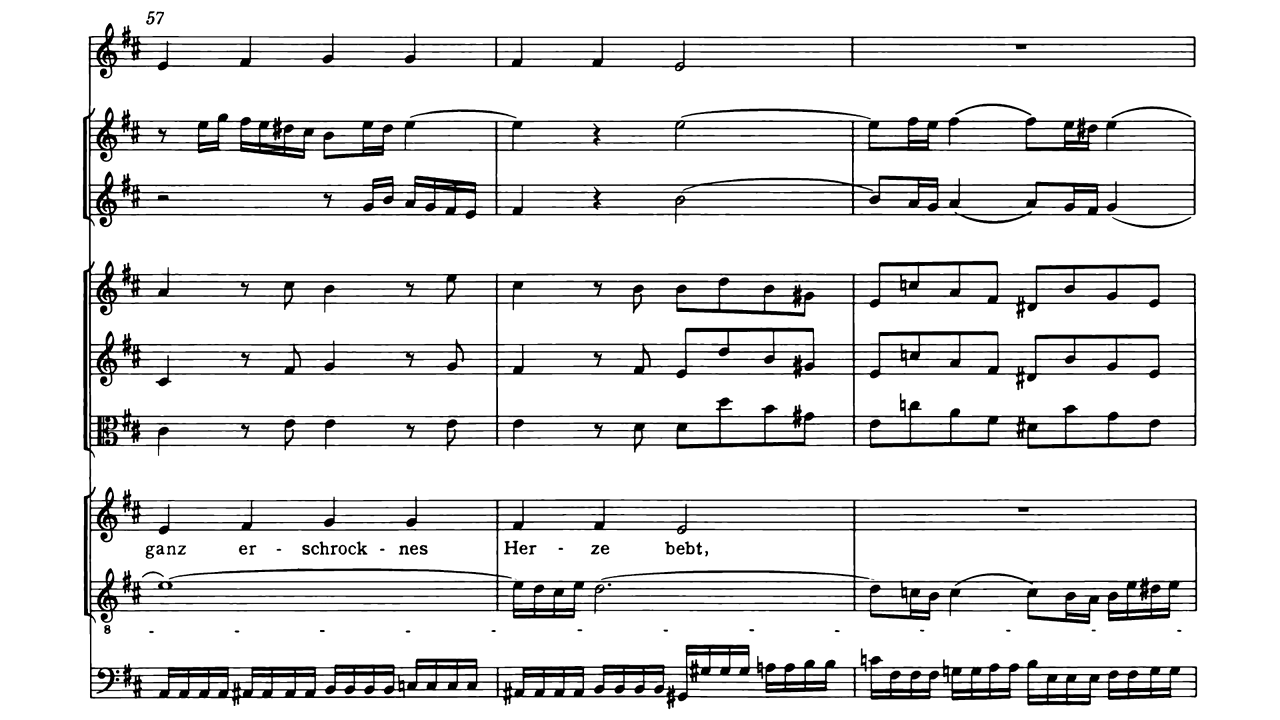 57
ganz er - schrock - nes Her - ze bebt,
8 - - - - - - - - - - - - -